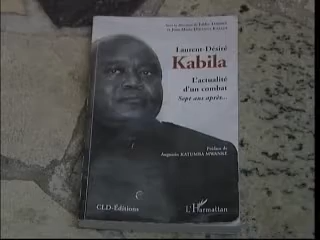 Laurent-Désiré
Kabila
L'actualité
d'un combat
Sept ans après...
Préface de
Augustin KATUMBA MWANKE
CLD-Éditions
L'Harmattan